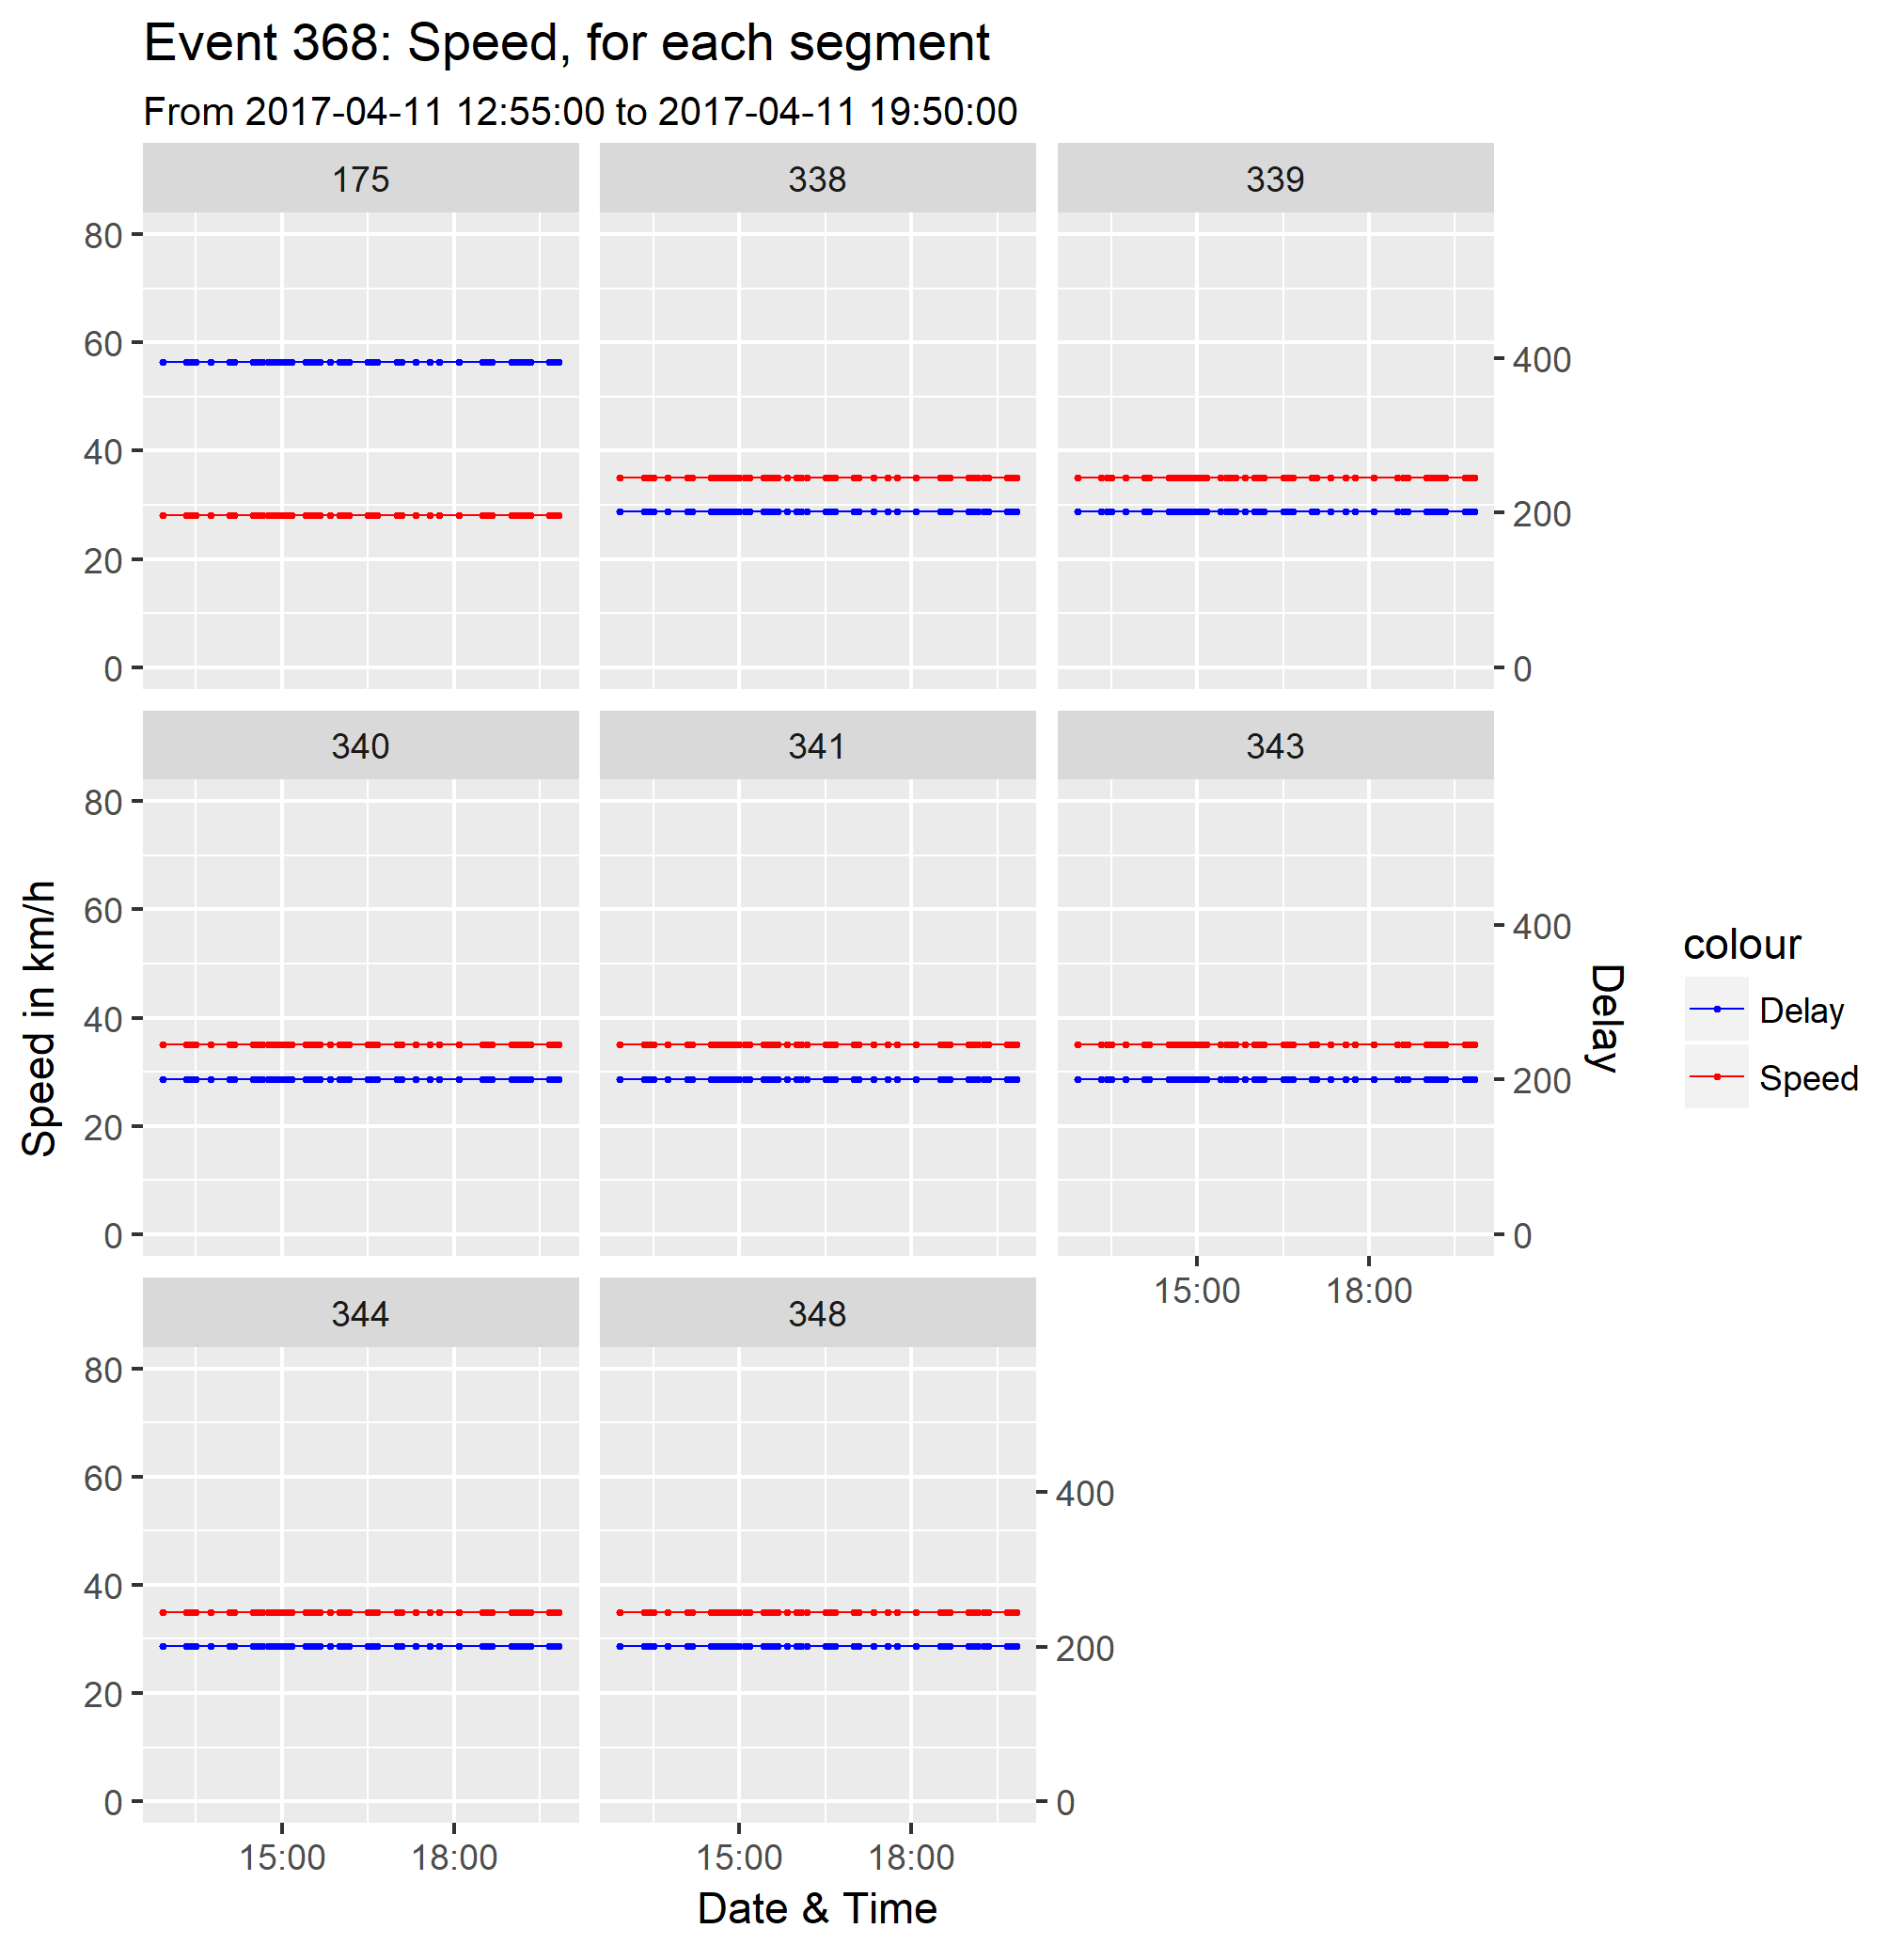 Event 368: Speed, for each segment
From 2017-04-11 12:55:00 to 2017-04-11 19:50:00
175 338 339
80
60
40
20
0
400
200
0
340 341 343
80
60
40
20
0
400
200
0
15:00 18:00
344 348
80
60
40
20
0
400
200
0
15:00 18:00 15:00 18:00
Date & Time
Speed in km/h
Delay
colour
Delay
Speed